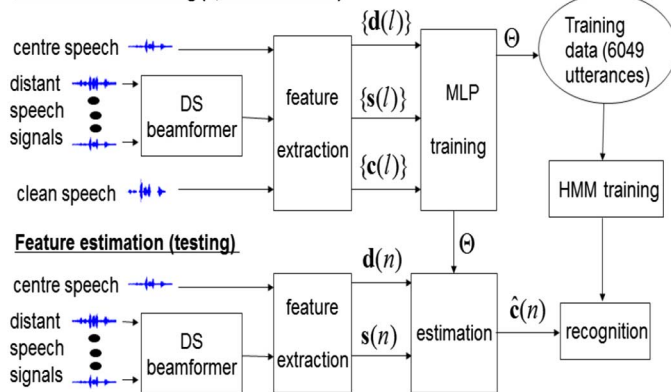 centre speech
distant
speech
signals
DS
beamformer
clean speech
feature
extraction
{d(l)}
{s(l)}
{c(l)}
MLP
training
Θ
Training
data (6049
utterances)
HMM training
Θ
Feature estimation (testing)
centre speech
distant
speech
signals
DS
beamformer
feature
extraction
d(n)
s(n)
estimation
ĉ(n)
recognition